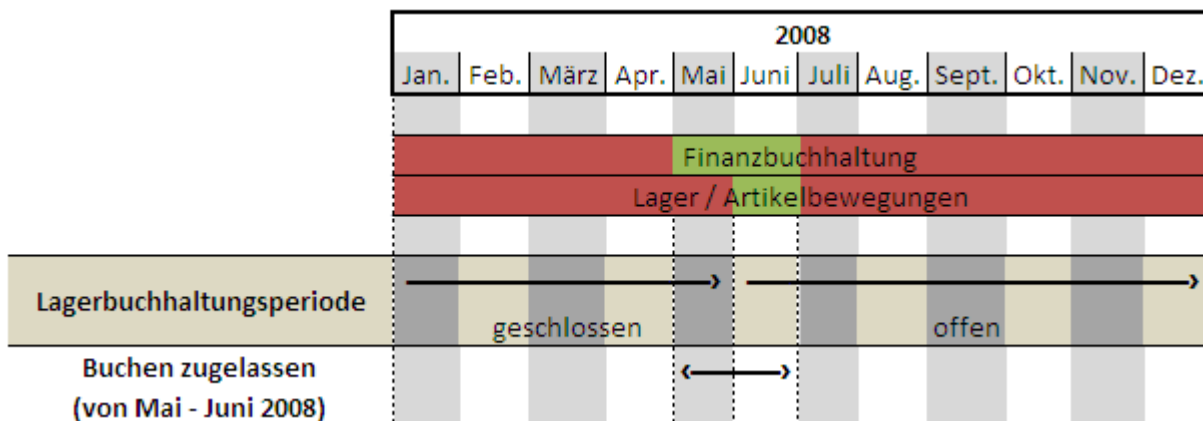 2008
Jan. Feb. März Apr. Mai Juni Juli Aug. Sept. Okt. Nov. Dez.
Finanzbuchhaltung
Lager / Artikelbewegungen
Lagerbuchhaltungsperiode
geschlossen offen
Buchen zugelassen
(von Mai - Juni 2008)